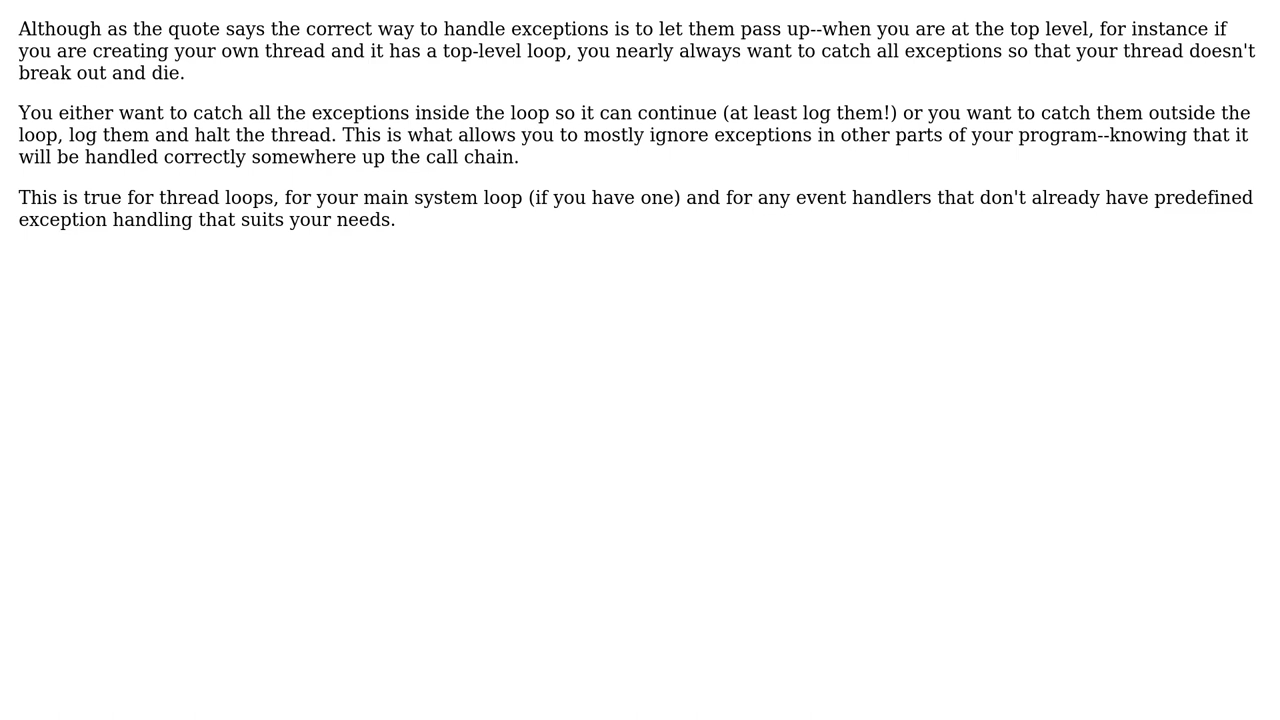 Although as the quote says the correct way to handle exceptions is to let them pass up--when you are at the top level, for instance if
you are creating your own thread and it has a top-level loop, you nearly always want to catch all exceptions so that your thread doesn't
break out and die.
You either want to catch all the exceptions inside the loop so it can continue (at least log them!) or you want to catch them outside the
loop, log them and halt the thread. This is what allows you to mostly ignore exceptions in other parts of your program--knowing that it
will be handled correctly somewhere up the call chain.
This is true for thread loops, for your main system loop (if you have one) and for any event handlers that don't already have predefined
exception handling that suits your needs.